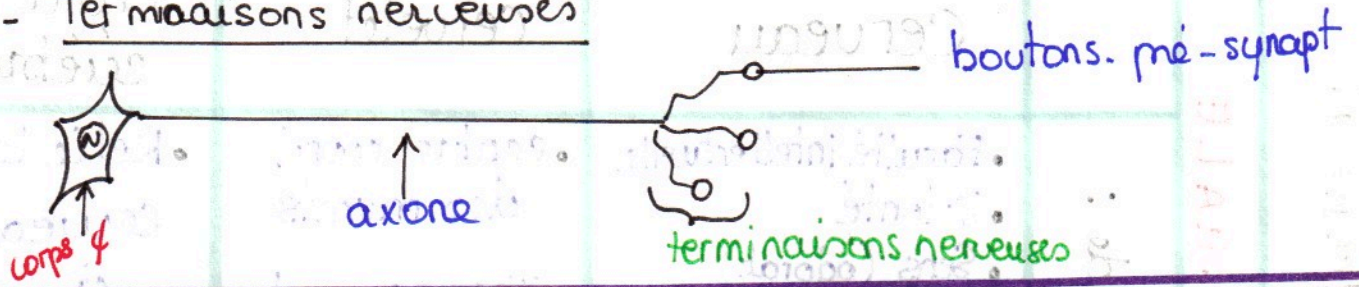 - Terminaisons nerveuses
boutons. pré-synapt
N
axone
corps ¢
terminaisons nerveuses